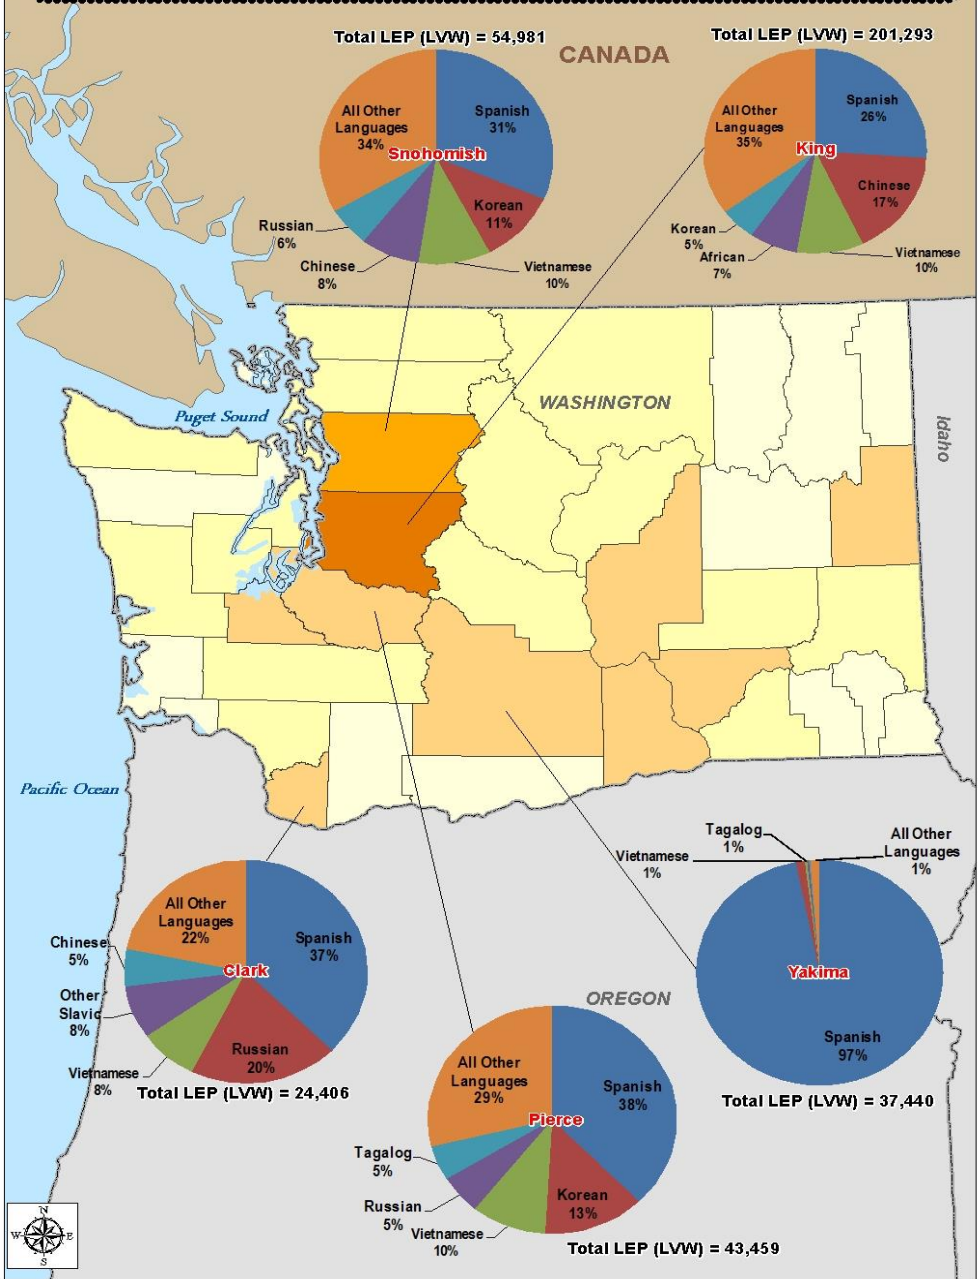 Total LEP (LVW) = 54,981
CANADA
Total LEP (LVW) = 201,293
All Other
Languages
34%
Spanish
31%
Snohomish
Korean
11%
Russian
6%
Chinese
8%
Vietnamese
10%
All Other
Languages
35%
Spanish
26%
King
Chinese
17%
Korean
5%
African
7%
Vietnamese
10%
Puget Sound
WASHINGTON
Idaho
Pacific Ocean
Tagalog
1%
All Other
Languages
1%
Vietnamese
1%
Yakima
Spanish
97%
Total LEP (LVW) = 37,440
All Other
Languages
22%
Spanish
37%
Chinese
5%
Clark
Other
Slavic
8%
Russian
20%
Vietnamese
8%
Total LEP (LVW) = 24,406
OREGON
All Other
Languages
29%
Spanish
38%
Pierce
Tagalog
5%
Korean
13%
Russian
5%
Vietnamese
10%
Total LEP (LVW) = 43,459
N
W
E
S